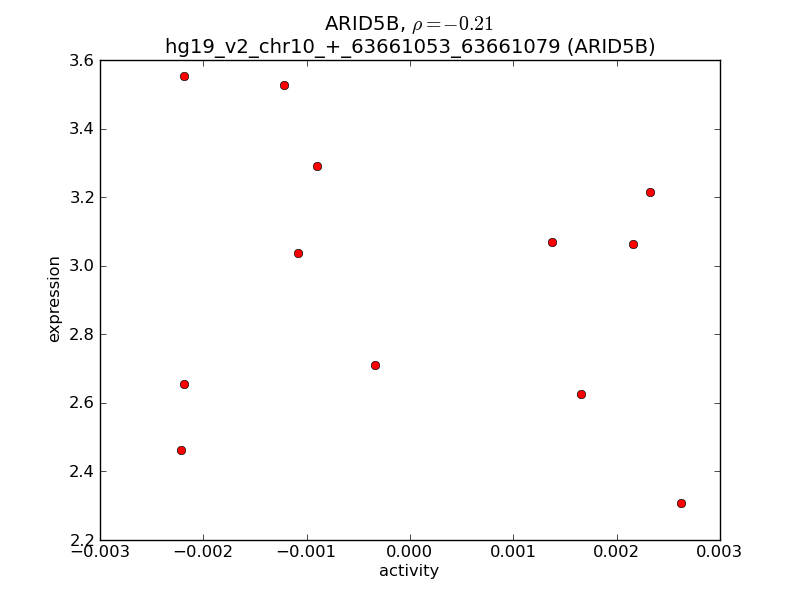 ARID5B, ρ=−0.21
hg19_v2_chr10_+_63661053_63661079 (ARID5B)
3.6
3.4
3.2
3.0
2.8
2.6
2.4
2.2
expression
−0.003 −0.002 −0.001 0.000 0.001 0.002 0.003
activity